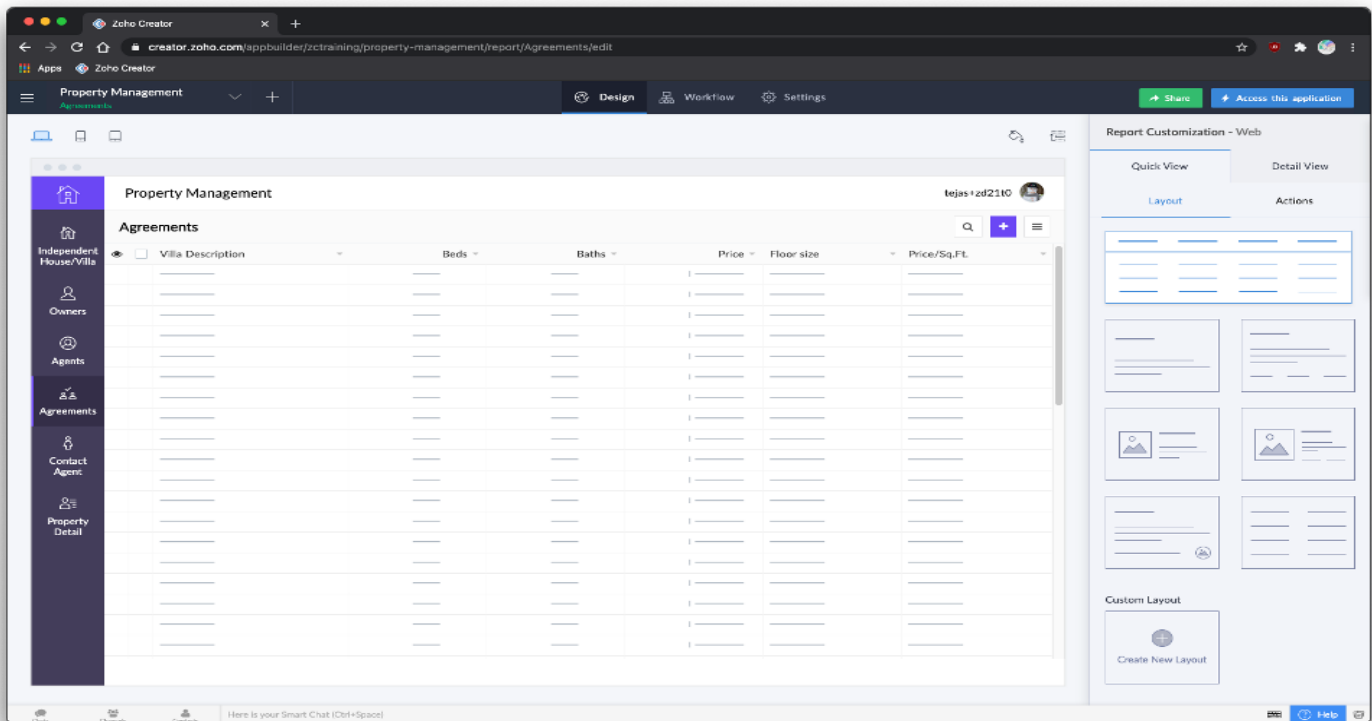 Zoho Creator
creator.zoho.com/appbuilder/zctraining/property-management/report/Agreements/edit
Apps Zoho Creator
Property Management
Agreements
Design Workflow Settings
Share Access this application
Report Customization - Web
Quick View Detail View
Layout Actions
Property Management
tejas+zd21t0
Agreements
Villa Description Beds Baths Price Floor size Price/Sq.Ft.
Independent
House/Villa
Owners
Agents
Agreements
Contact
Agent
Property
Detail
Custom Layout
Create New Layout
Here is your Smart Chat (Ctrl+Space)
Help